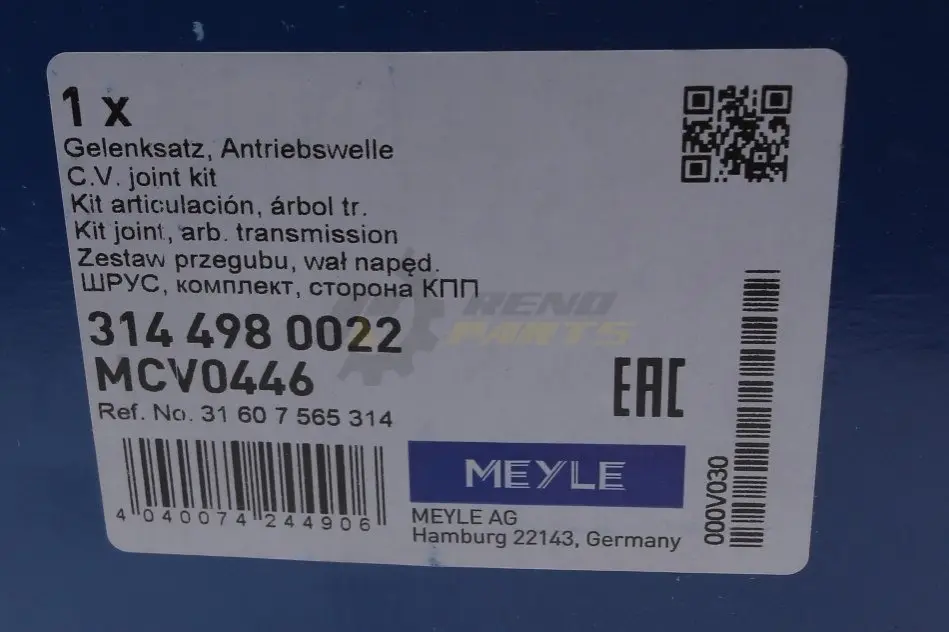 1 x
Gelenksatz, Antriebswelle
C.V. joint kit
Kit articulación, árbol tr.
Kit joint, arb. transmission
Zestaw przegubu, wał napęd.
ШРУС, комплект, сторона КПП
RENO
PARTS
314 498 0022
MCV0446
EAC
Ref. No. 31 60 7 565 314
MEYLE
4 040074 244906
MEYLE AG
Hamburg 22143, Germany
000V030